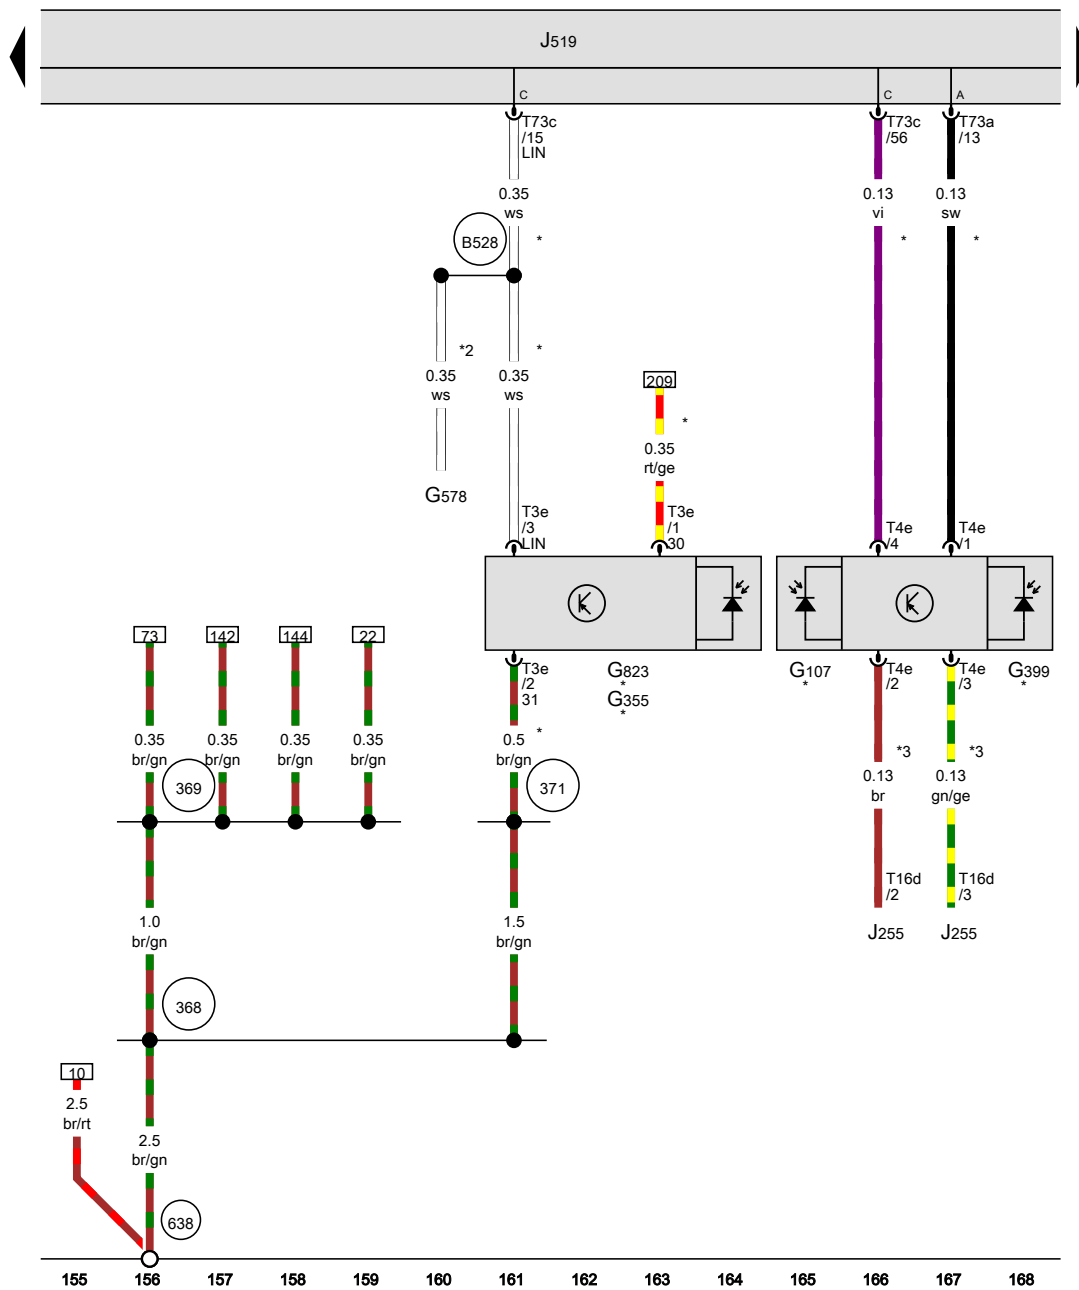 J519
C
C
A
T73c
/15
LIN
T73c
/56
T73a
/13
0.35
ws
0.13
vi
0.13
sw
B528
*
*
*
*2
*
0.35
ws
0.35
ws
209
*
0.35
rt/ge
G578
T3e
/3
LIN
T3e
/1
30
T4e
/4
T4e
/1
73
142
144
22
T3e
/2
31
G823
*
G355
*
G107
*
T4e
/2
T4e
/3
G399
*
*
0.35
br/gn
0.35
br/gn
0.35
br/gn
0.35
br/gn
0.5
br/gn
*3
*3
0.13
br
0.13
gn/ge
369
371
T16d
/2
T16d
/3
J255
J255
1.0
br/gn
1.5
br/gn
368
10
2.5
br/rt
2.5
br/gn
638
155 156 157 158 159 160 161 162 163 164 165 166 167 168